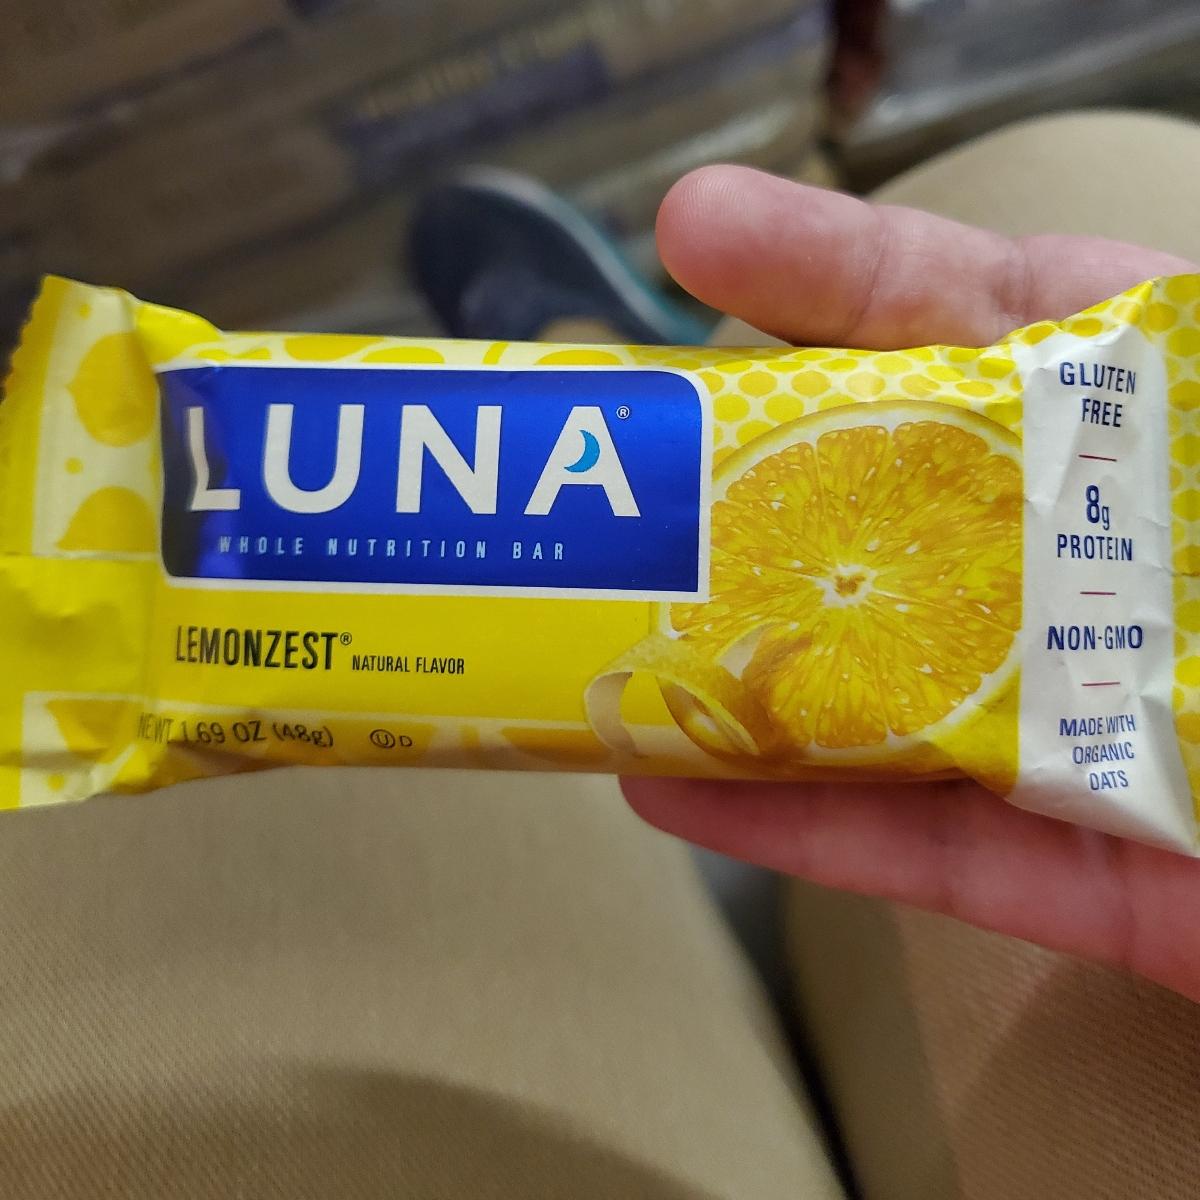 LUNA®
WHOLE NUTRITION BAR
LEMONZEST® NATURAL FLAVOR
NET WT. 1.69 OZ (48g) Ⓤ D
GLUTEN
FREE
8g
PROTEIN
NON-GMO
MADE WITH
ORGANIC
OATS